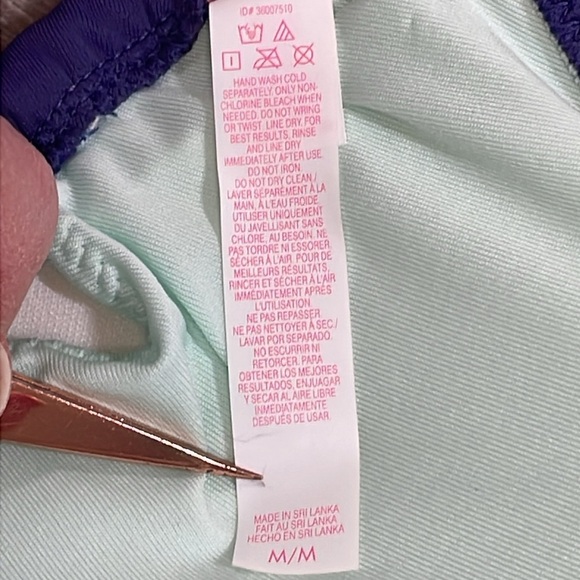 ID# 36007510
HAND WASH COLD
SEPARATELY. ONLY NON-
CHLORINE BLEACH WHEN
NEEDED. DO NOT WRING
OR TWIST. LINE DRY. FOR
BEST RESULTS, RINSE
AND LINE DRY
IMMEDIATELY AFTER USE.
DO NOT IRON.
DO NOT DRY CLEAN /
LAVER SÉPARÉMENT À LA
MAIN, À L'EAU FROIDE.
UTILISER UNIQUEMENT
DU JAVELLISANT SANS
CHLORE, AU BESOIN. NE
PAS TORDRE NI ESSORER.
SÉCHER À L'AIR. POUR DE
MEILLEURS RÉSULTATS,
RINCER ET SÉCHER À L'AIR
IMMÉDIATEMENT APRÈS
L'UTILISATION.
NE PAS REPASSER.
NE PAS NETTOYER À SEC /
LAVAR POR SEPARADO.
NO ESCURRIR NI
RETORCER. PARA
OBTENER LOS MEJORES
RESULTADOS, ENJUAGAR
Y SECAR AL AIRE LIBRE
INMEDIATAMENTE
DESPUÉS DE USAR.
MADE IN SRI LANKA
FAIT AU SRI LANKA
HECHO EN SRI LANKA
M/M